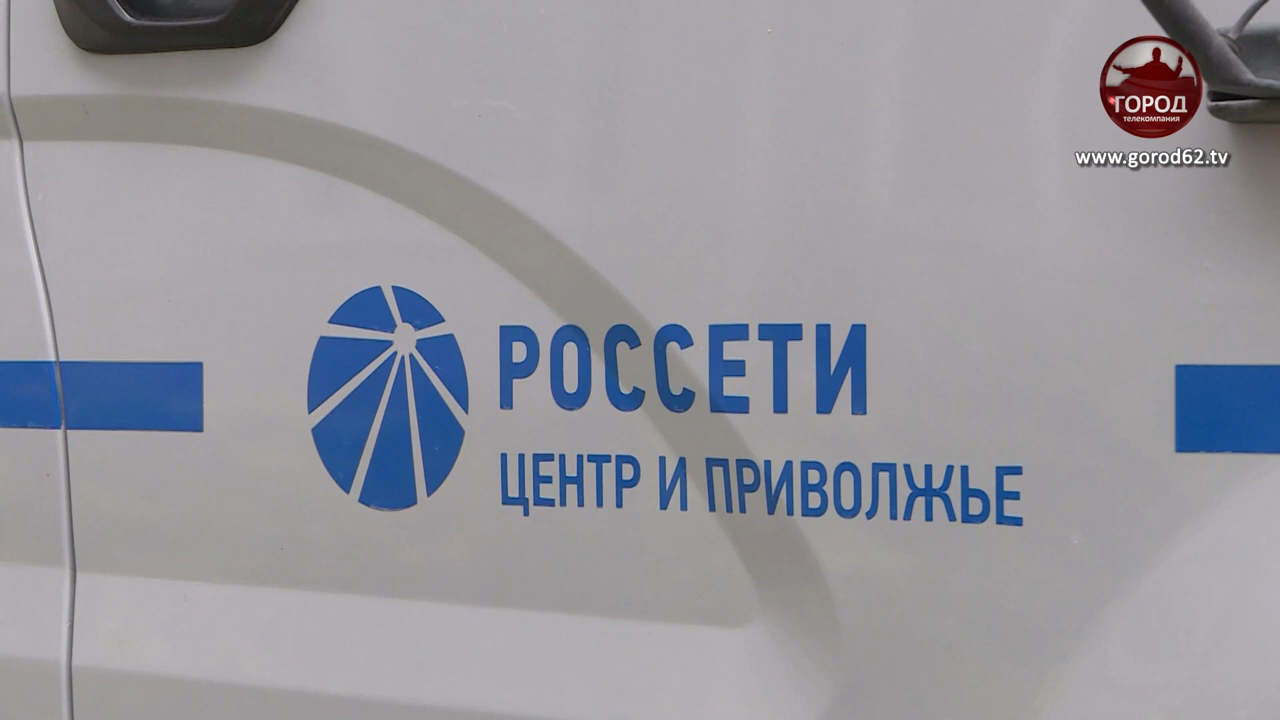 ГОРОД
телекомпания
www.gorod62.tv
РОССЕТИ
ЦЕНТР И ПРИВОЛЖЬЕ